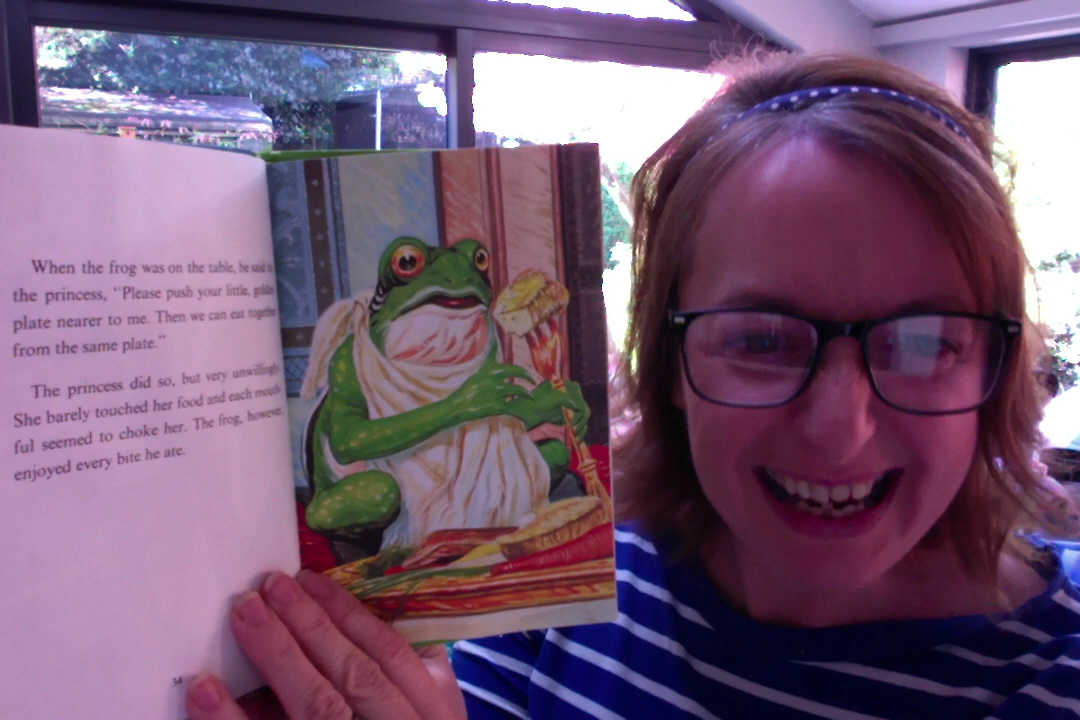 When the frog was on the table, he said to
the princess, "Please push your little, golden
plate nearer to me. Then we can eat together
from the same plate."
The princess did so, but very unwillingly.
She barely touched her food and each mouth-
ful seemed to choke her. The frog, however,
enjoyed every bite he ate.
34